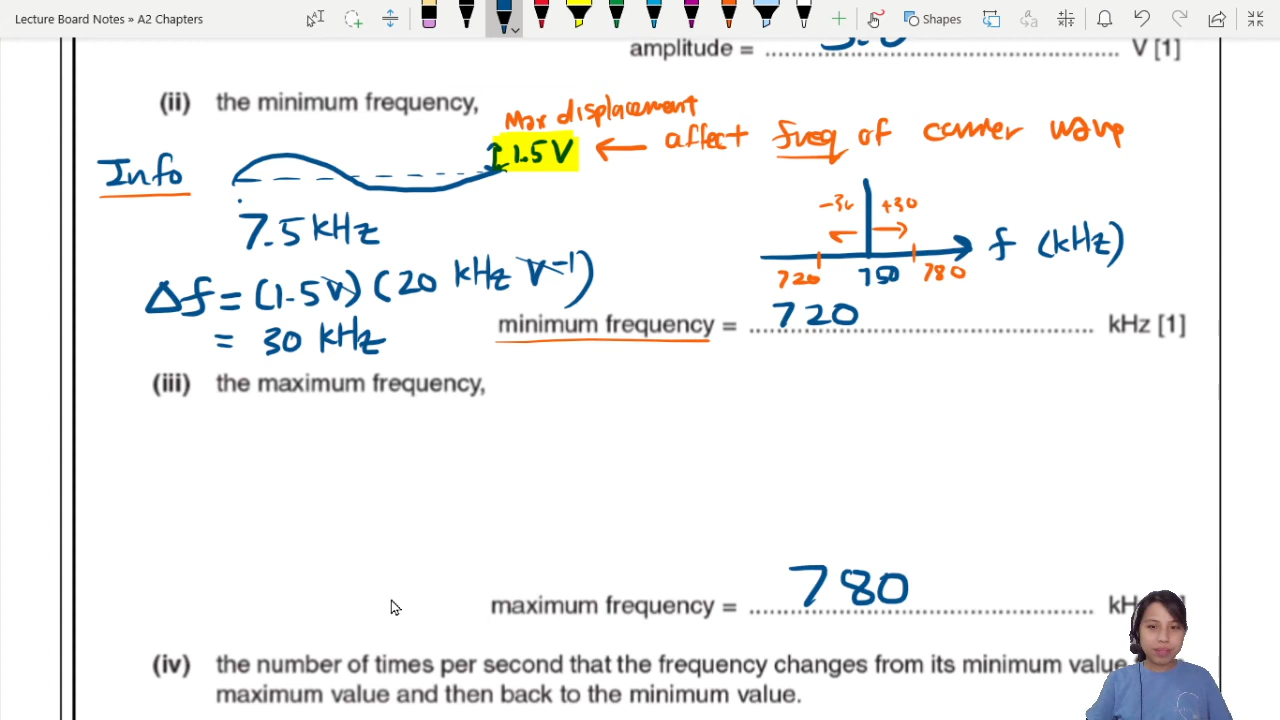 Lecture Board Notes » A2 Chapters
Shapes
amplitude = ........ V [1]
(ii) the minimum frequency,
Max displacement
1.5V ← affect freq of carrier wave
Info
-30 +30
7.5 kHz
f (kHz)
720 750 780
Δf = (1.5V)(20 kHz V-1)
= 30 kHz
minimum frequency = ........ 720 ........ kHz [1]
(iii) the maximum frequency,
maximum frequency = ........ 780 ........
(iv) the number of times per second that the frequency changes from its minimum value
maximum value and then back to the minimum value.